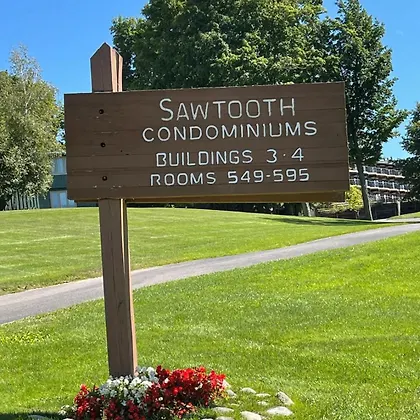 SAWTOOTH
CONDOMINIUMS
BUILDINGS 3·4
ROOMS 549-595